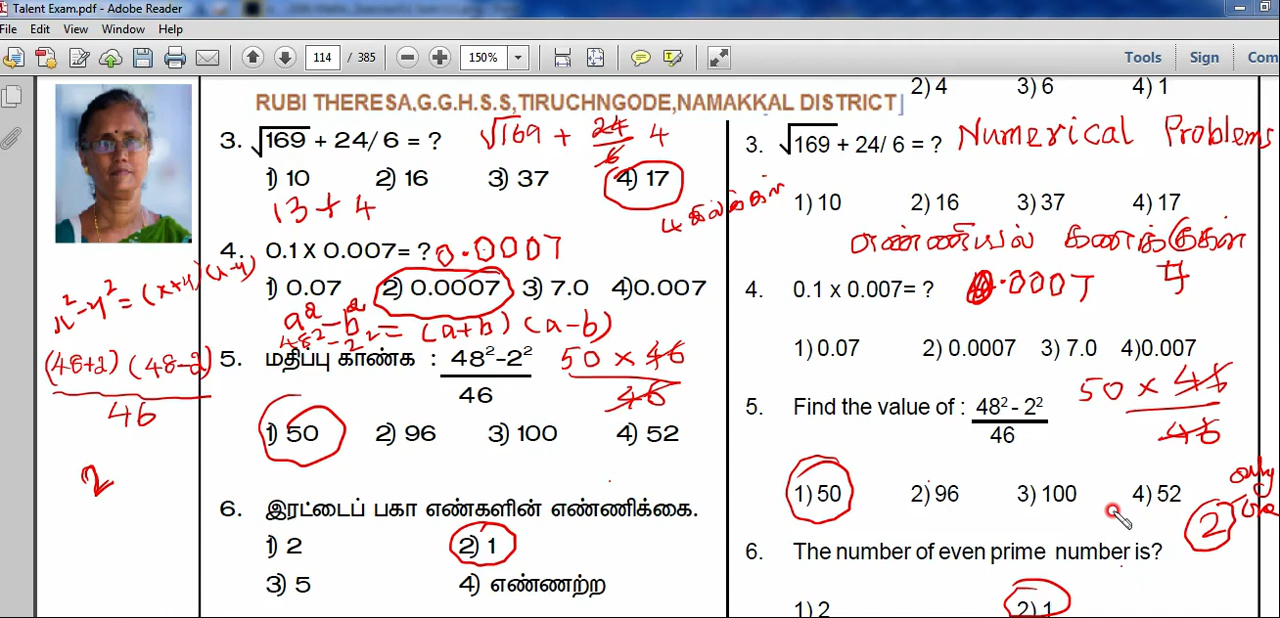 Talent Exam.pdf - Adobe Reader
File Edit View Window Help
114 / 385 150% Tools Sign Com
RUBI THERESA,G.G.H.S.S,TIRUCHNGODE,NAMAKKAL DISTRICT
3. √169 + 24/ 6 = ? √169 + 24/6 4
1) 10 2) 16 3) 37 4) 17
13 + 4
4. 0.1 X 0.007= ? 0.0007
1) 0.07 2) 0.0007 3) 7.0 4)0.007
a² - b² = (a+b) (a-b)
48² - 2²
x² - y² = (x+y) (x-y)
(48+2) (48-2)
46
5. மதிப்பு காண்க : 48² - 2² / 46 50 × 46 / 46
1) 50 2) 96 3) 100 4) 52
2
6. இரட்டைப் பகா எண்களின் எண்ணிக்கை.
1) 2 2) 1
3) 5 4) எண்ணற்ற
2) 4 3) 6 4) 1
3. √169 + 24/ 6 = ? Numerical Problems
1) 10 2) 16 3) 37 4) 17
எண்ணியல் கணக்குகள்
4. 0.1 x 0.007= ? 0.0007
1) 0.07 2) 0.0007 3) 7.0 4)0.007
5. Find the value of : 48² - 2² / 46 50 × 46 / 46
1) 50 2) 96 3) 100 4) 52
only
2
6. The number of even prime number is?
1) 2 2) 1